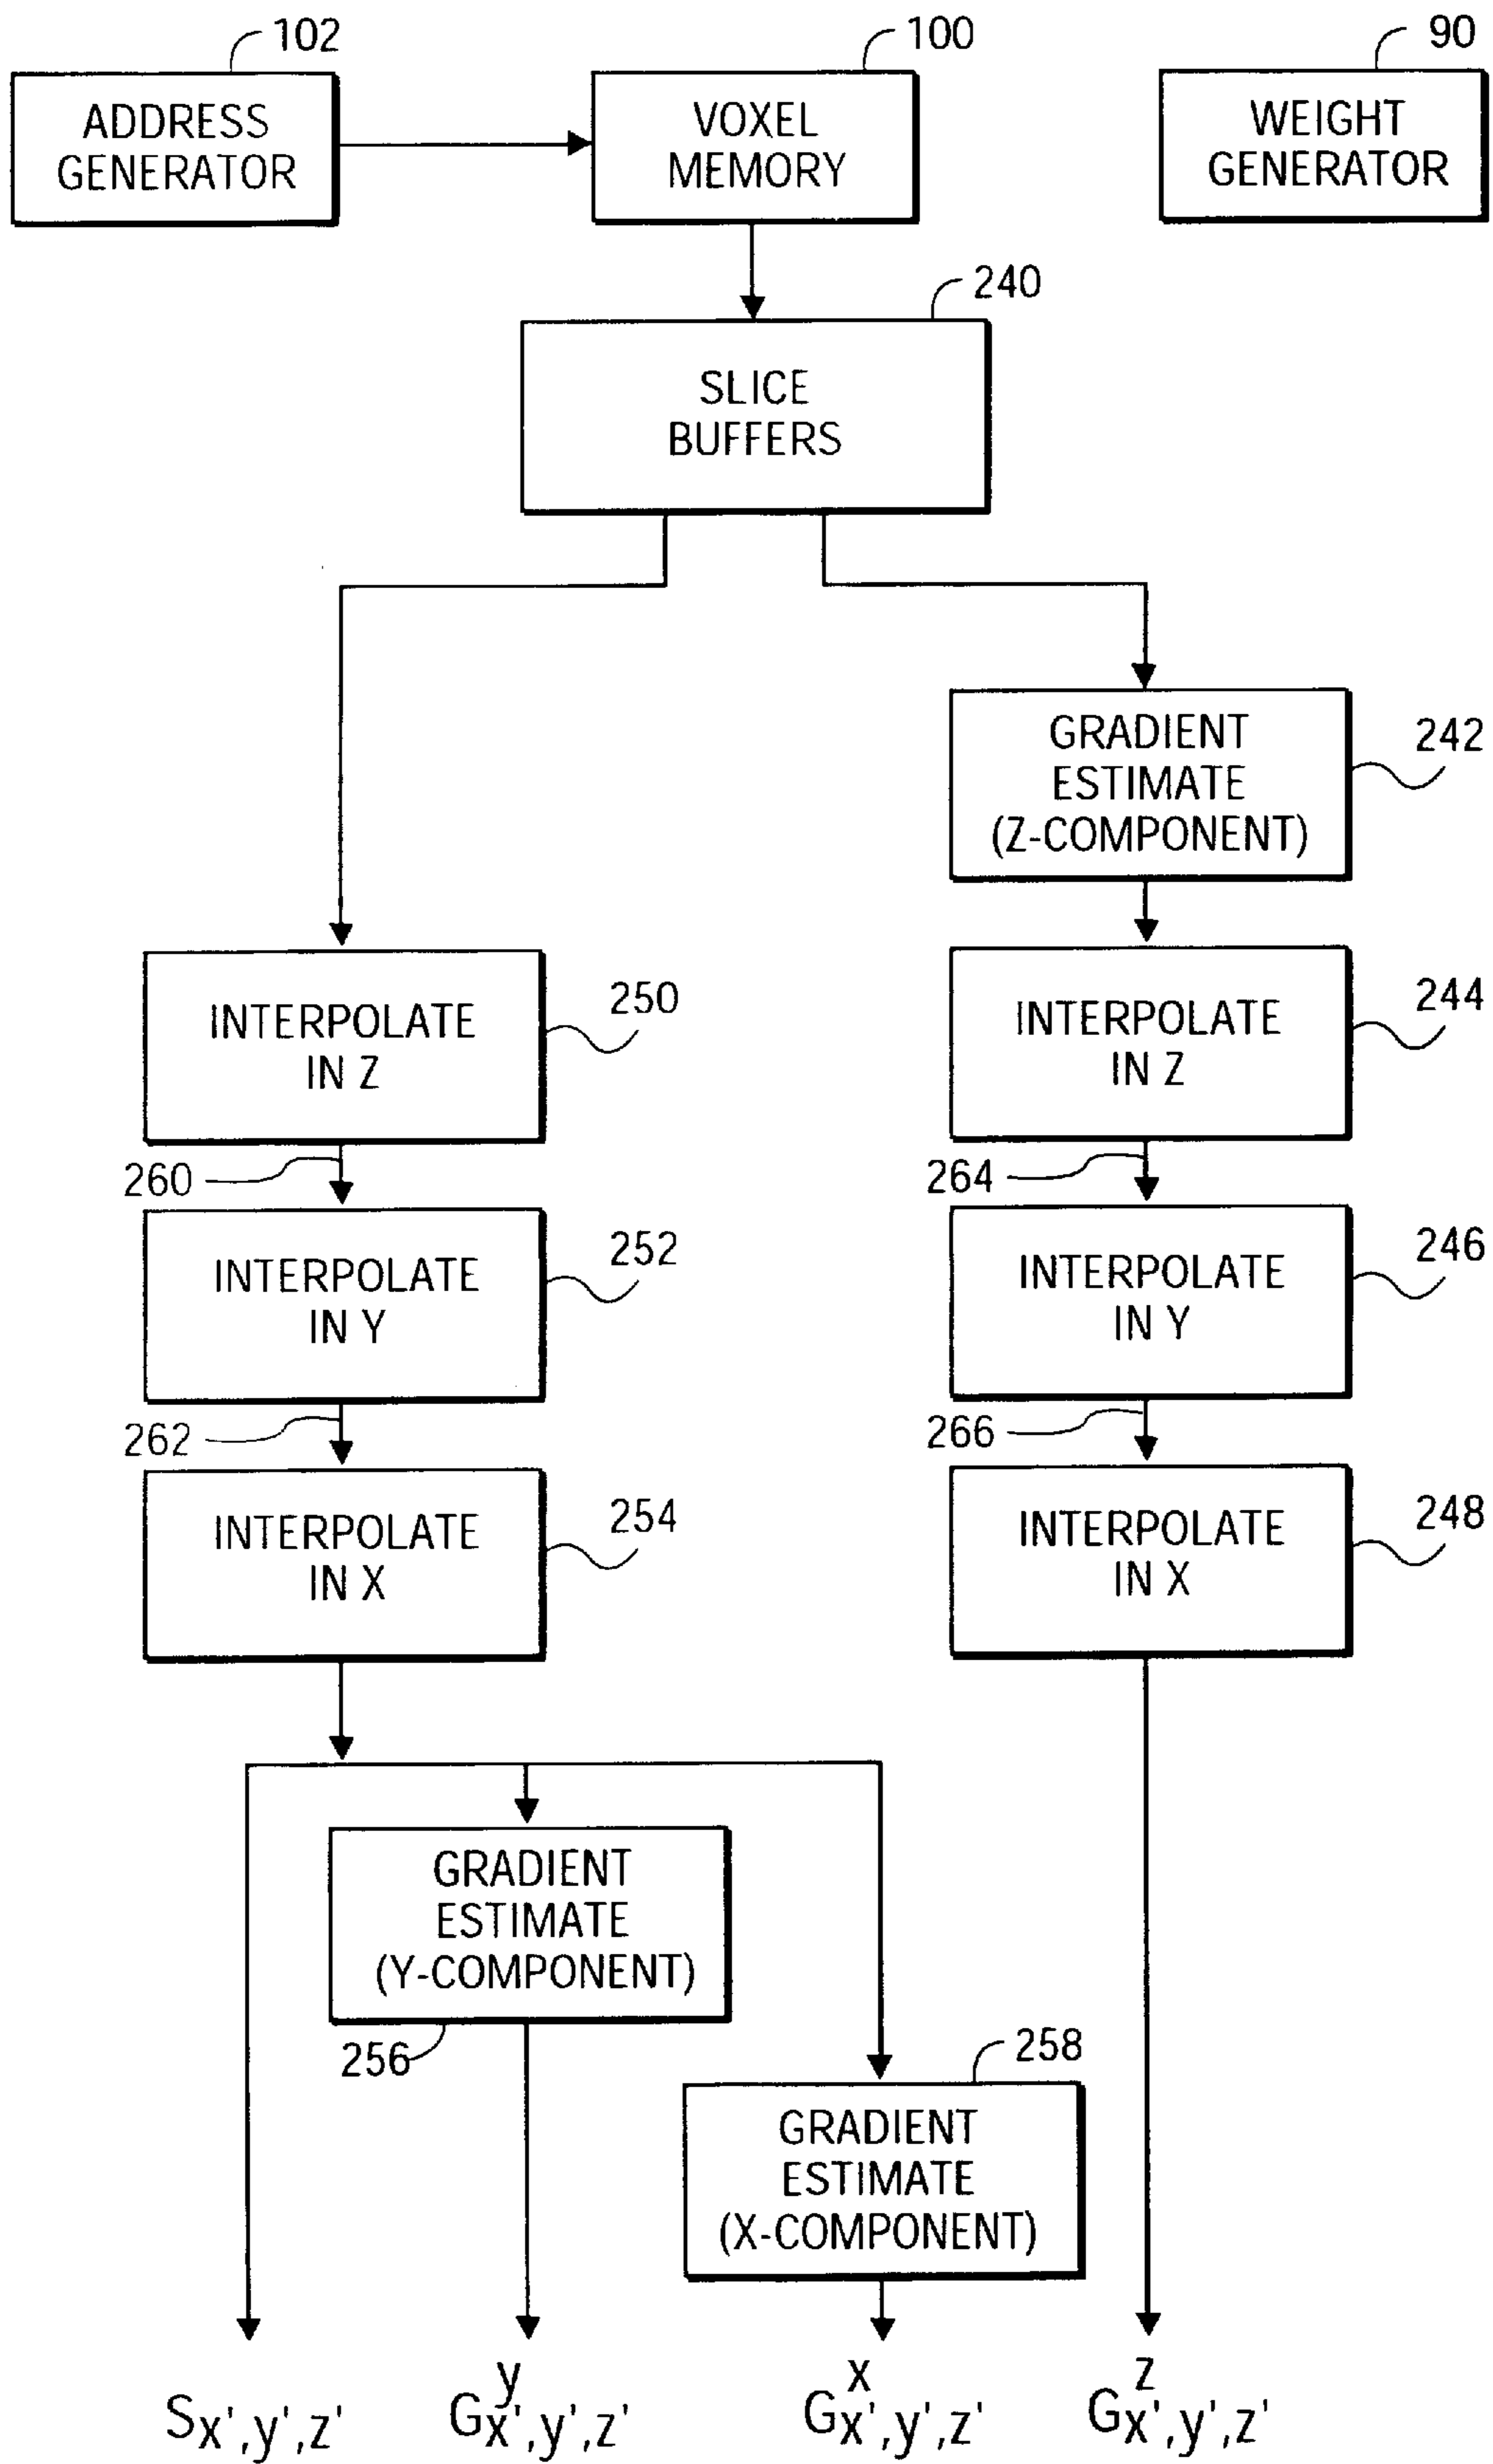 102
100
90
ADDRESS
GENERATOR
VOXEL
MEMORY
WEIGHT
GENERATOR
240
SLICE
BUFFERS
GRADIENT
ESTIMATE
(Z-COMPONENT)
242
INTERPOLATE
IN Z
250
INTERPOLATE
IN Z
244
260
264
INTERPOLATE
IN Y
252
INTERPOLATE
IN Y
246
262
266
INTERPOLATE
IN X
254
INTERPOLATE
IN X
248
GRADIENT
ESTIMATE
(Y-COMPONENT)
256
258
GRADIENT
ESTIMATE
(X-COMPONENT)
y
x
z
Sx',y',z'
Gx',y',z'
Gx',y',z'
Gx',y',z'